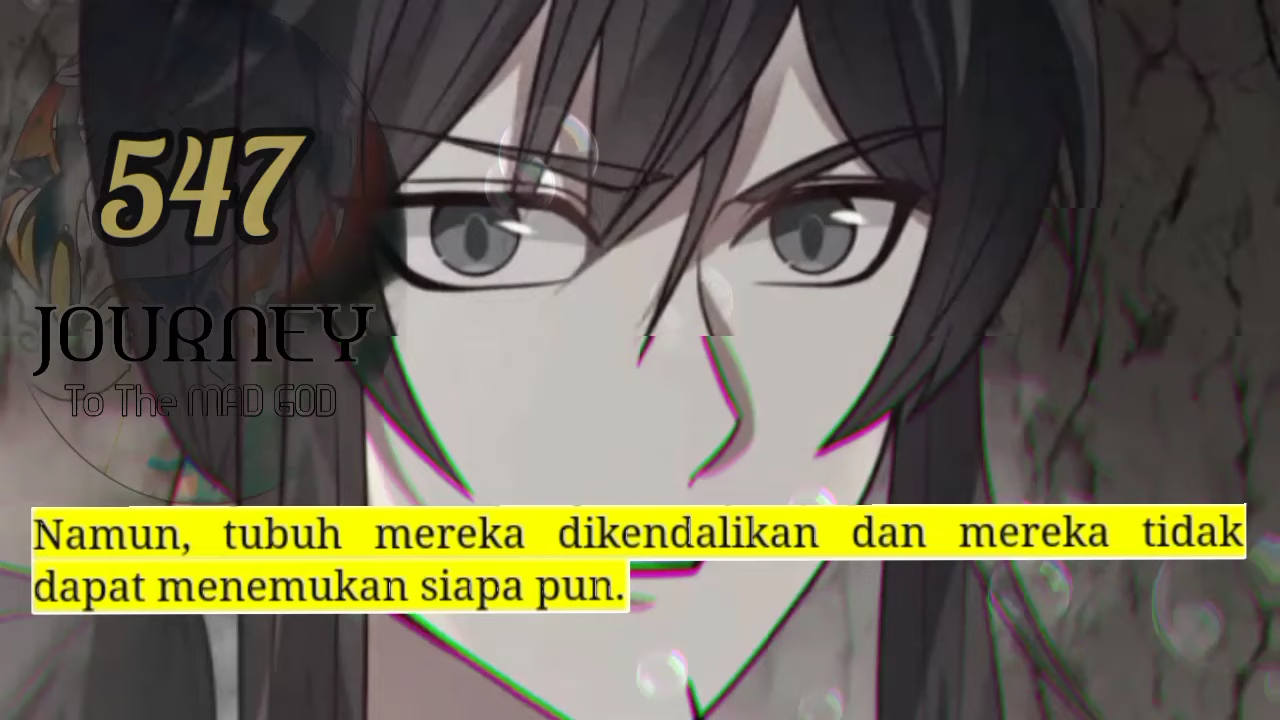 547
JOURNEY
To The MAD GOD
Namun, tubuh mereka dikendalikan dan mereka tidak
dapat menemukan siapa pun.